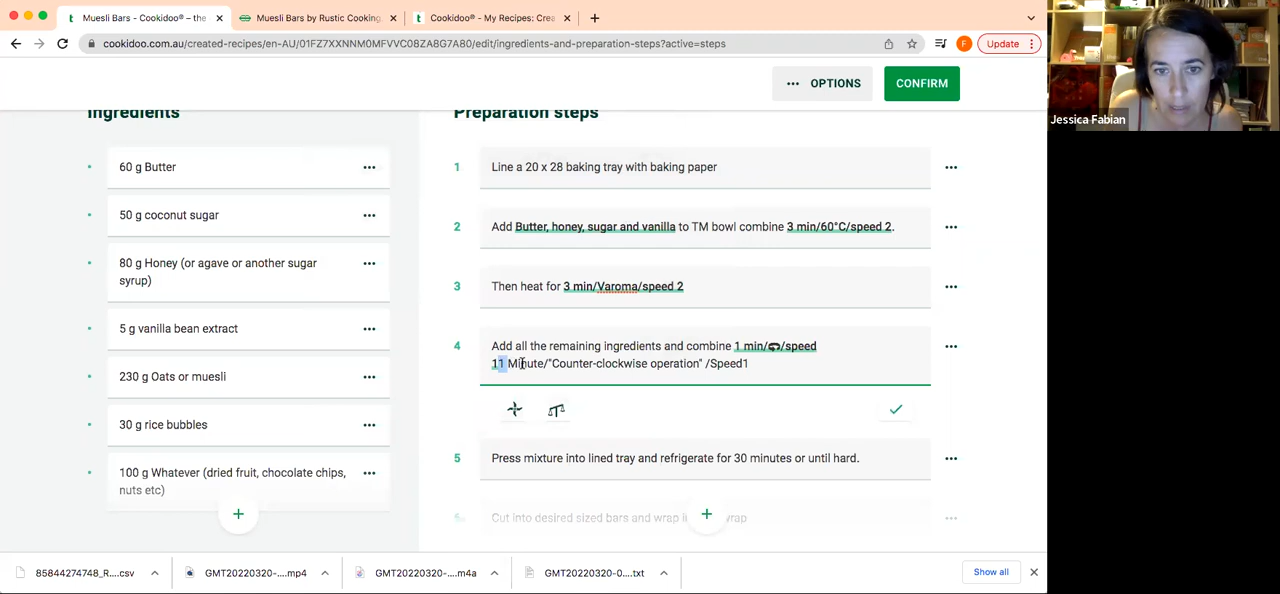 Muesli Bars - Cookidoo® – the
Muesli Bars by Rustic Cooking.
Cookidoo® - My Recipes: Crea
cookidoo.com.au/created-recipes/en-AU/01FZ7XXNNM0MFVVC08ZA8G7A80/edit/ingredients-and-preparation-steps?active=steps
F
Update
OPTIONS
CONFIRM
Jessica Fabian
Ingredients
60 g Butter
50 g coconut sugar
80 g Honey (or agave or another sugar
syrup)
5 g vanilla bean extract
230 g Oats or muesli
30 g rice bubbles
100 g Whatever (dried fruit, chocolate chips,
nuts etc)
Preparation steps
1
Line a 20 x 28 baking tray with baking paper
2
Add Butter, honey, sugar and vanilla to TM bowl combine 3 min/60°C/speed 2.
3
Then heat for 3 min/Varoma/speed 2
4
Add all the remaining ingredients and combine 1 min/ /speed
11 Minute/"Counter-clockwise operation" /Speed1
5
Press mixture into lined tray and refrigerate for 30 minutes or until hard.
6
Cut into desired sized bars and wrap i wrap
85844274748_R....csv
GMT20220320-....mp4
GMT20220320-....m4a
GMT20220320-0....txt
Show all